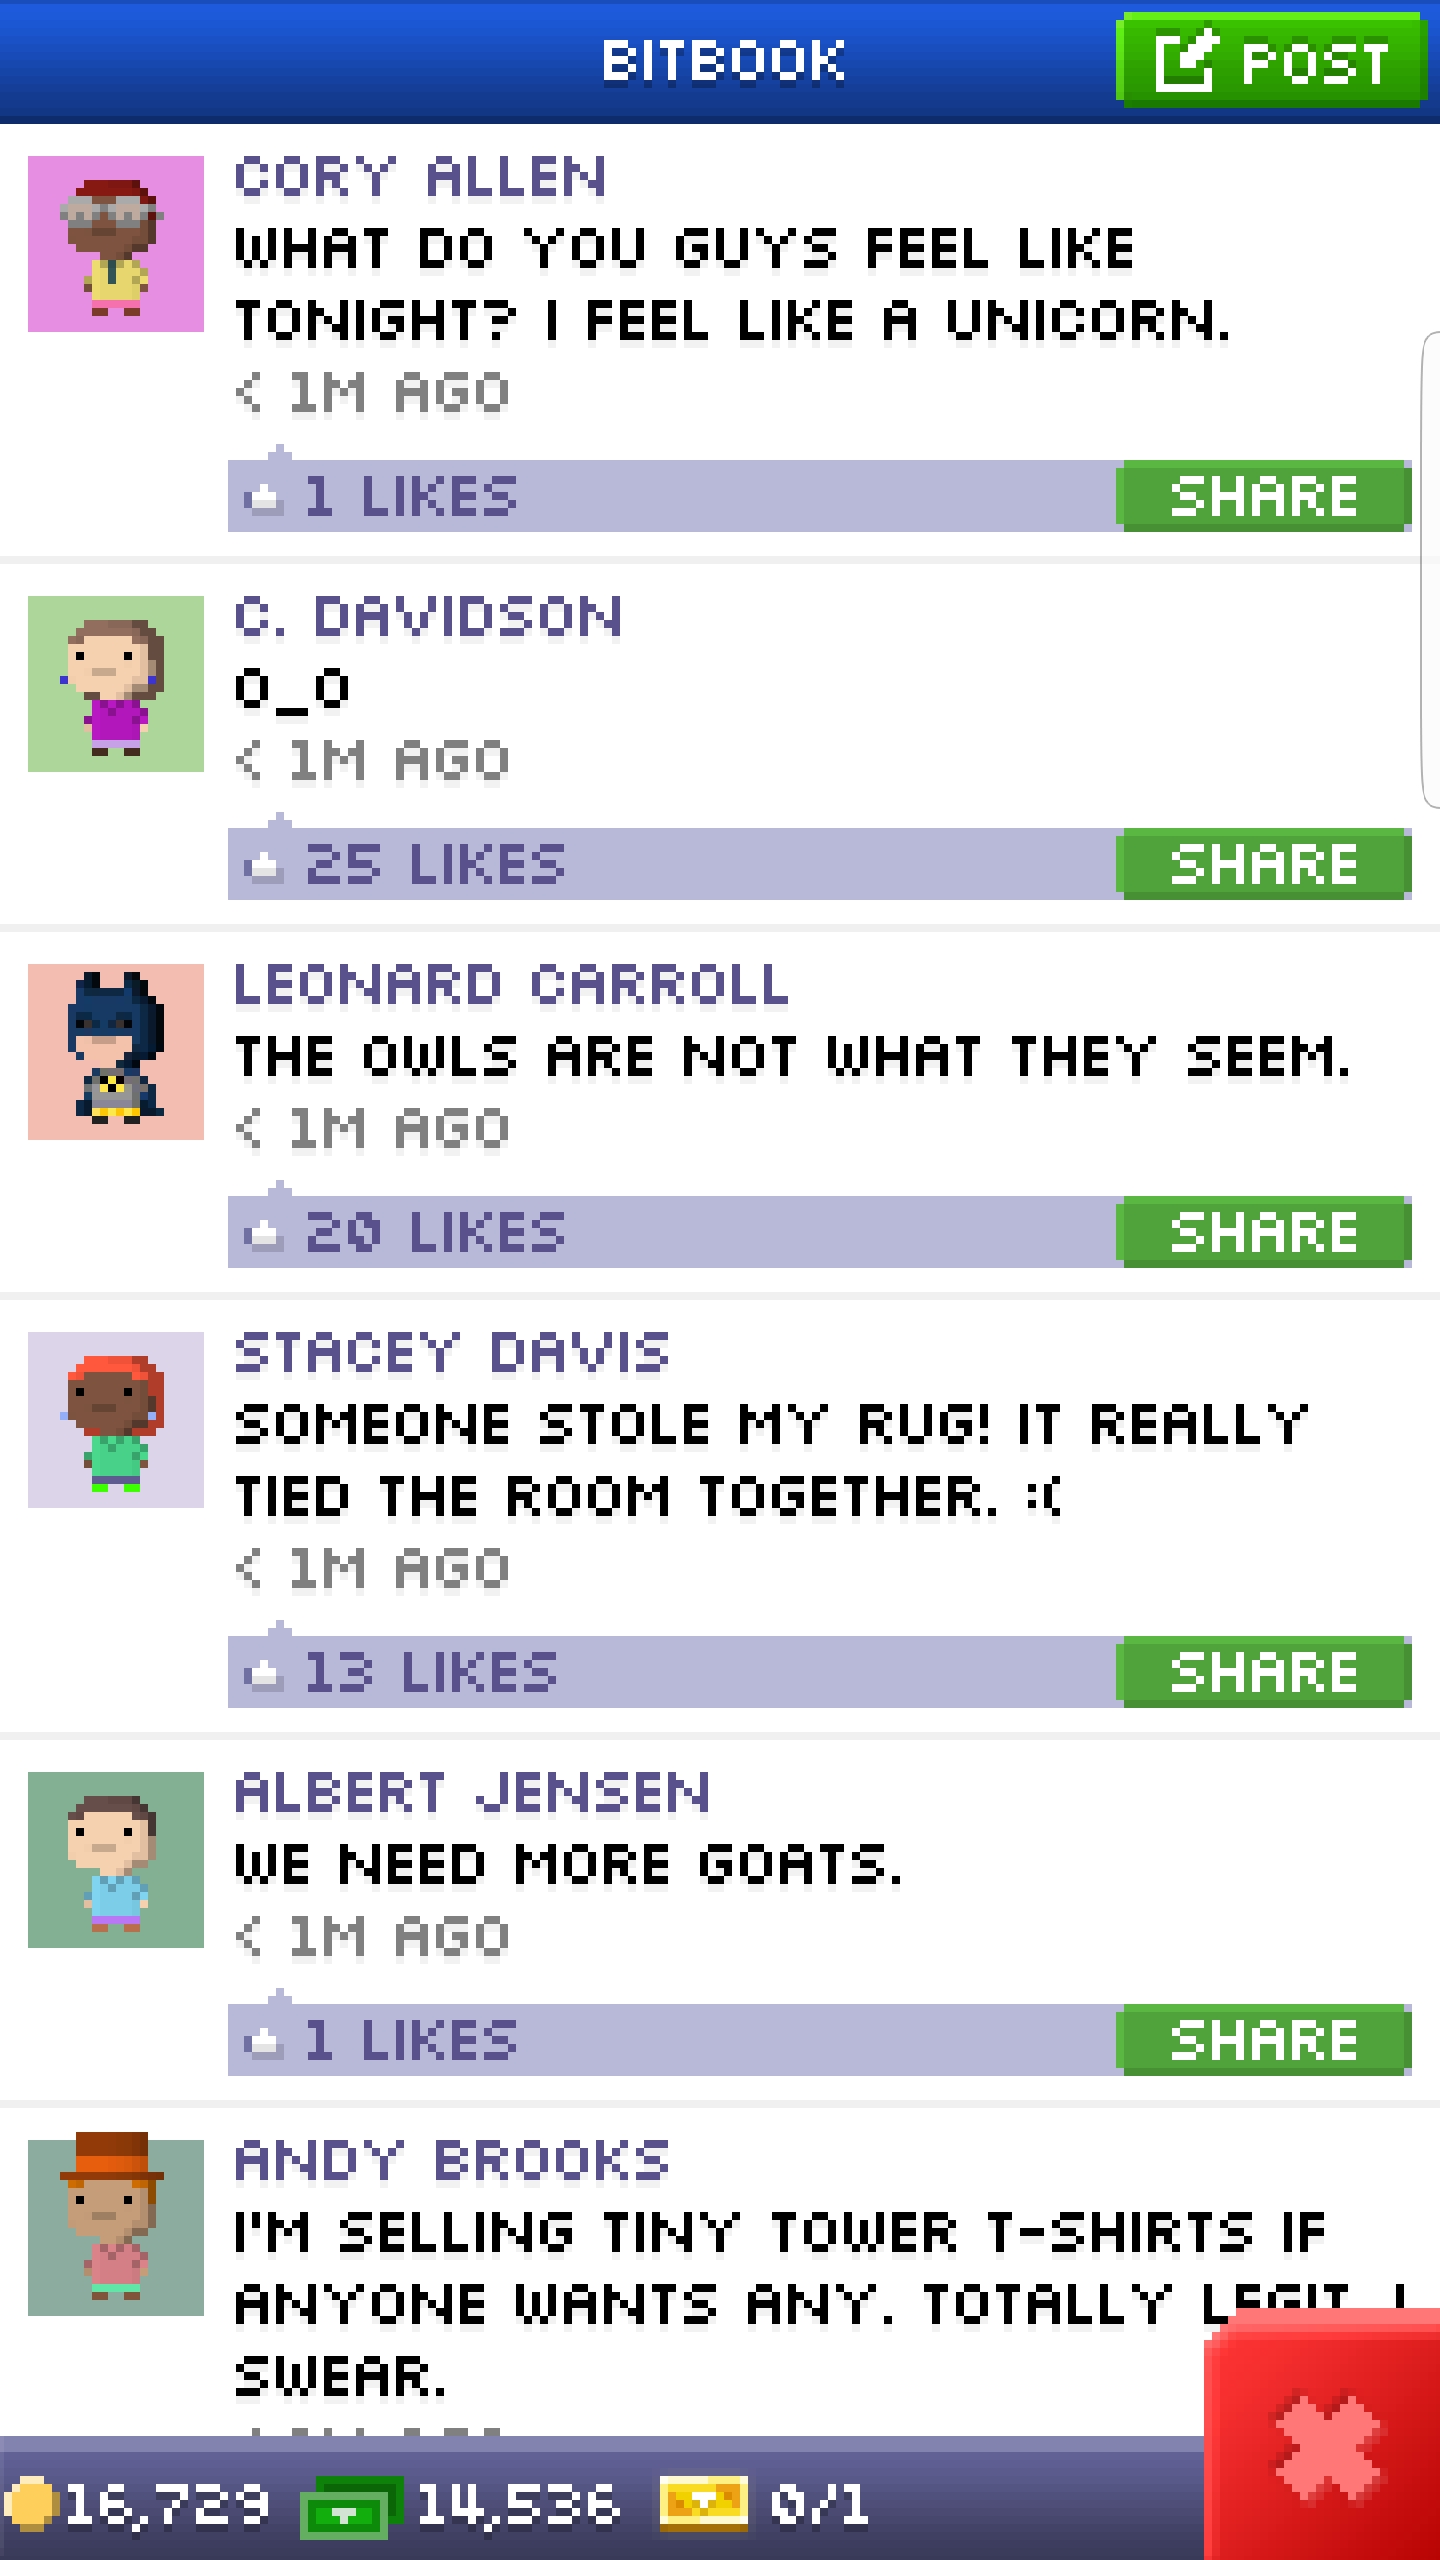 BITBOOK
POST
CORY ALLEN
WHAT DO YOU GUYS FEEL LIKE
TONIGHT? I FEEL LIKE A UNICORN.
< 1M AGO
1 LIKES
SHARE
C. DAVIDSON
O_O
< 1M AGO
25 LIKES
SHARE
LEONARD CARROLL
THE OWLS ARE NOT WHAT THEY SEEM.
< 1M AGO
20 LIKES
SHARE
STACEY DAVIS
SOMEONE STOLE MY RUG! IT REALLY
TIED THE ROOM TOGETHER. :(
< 1M AGO
13 LIKES
SHARE
ALBERT JENSEN
WE NEED MORE GOATS.
< 1M AGO
1 LIKES
SHARE
ANDY BROOKS
I'M SELLING TINY TOWER T-SHIRTS IF
ANYONE WANTS ANY. TOTALLY LEGIT I
SWEAR.
16,729
14,536
0/1